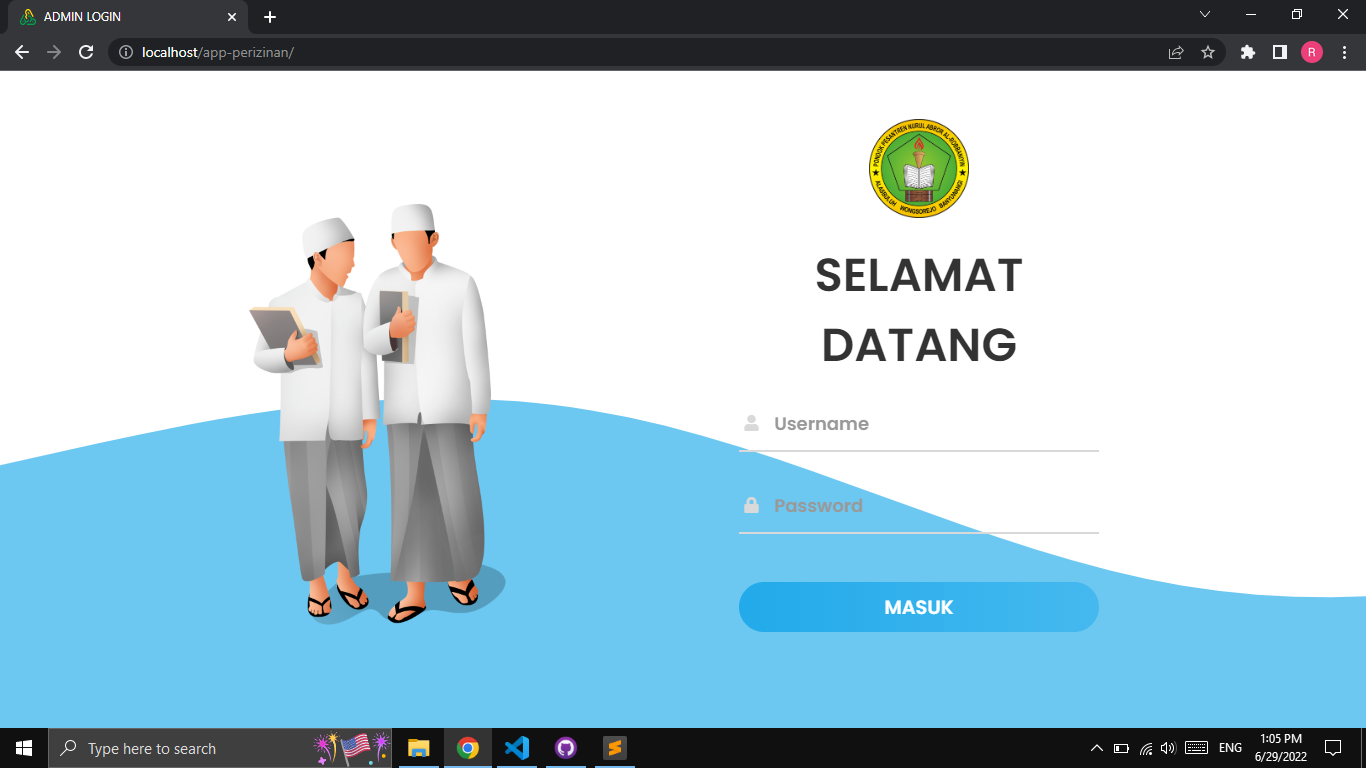 ADMIN LOGIN
localhost/app-perizinan/
R
PONDOK PESANTREN NURUL ABROR AL-ROBBANIYIN
ALASBULUH WONGSOREJO BANYUWANGI
SELAMAT
DATANG
Username
Password
MASUK
Type here to search
ENG
1:05 PM
6/29/2022